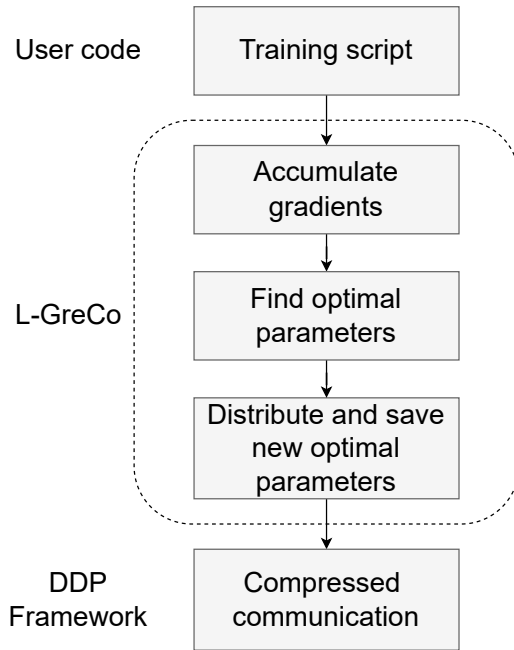 User code
Training script
Accumulate
gradients
L-GreCo
Find optimal
parameters
Distribute and save
new optimal
parameters
DDP
Framework
Compressed
communication